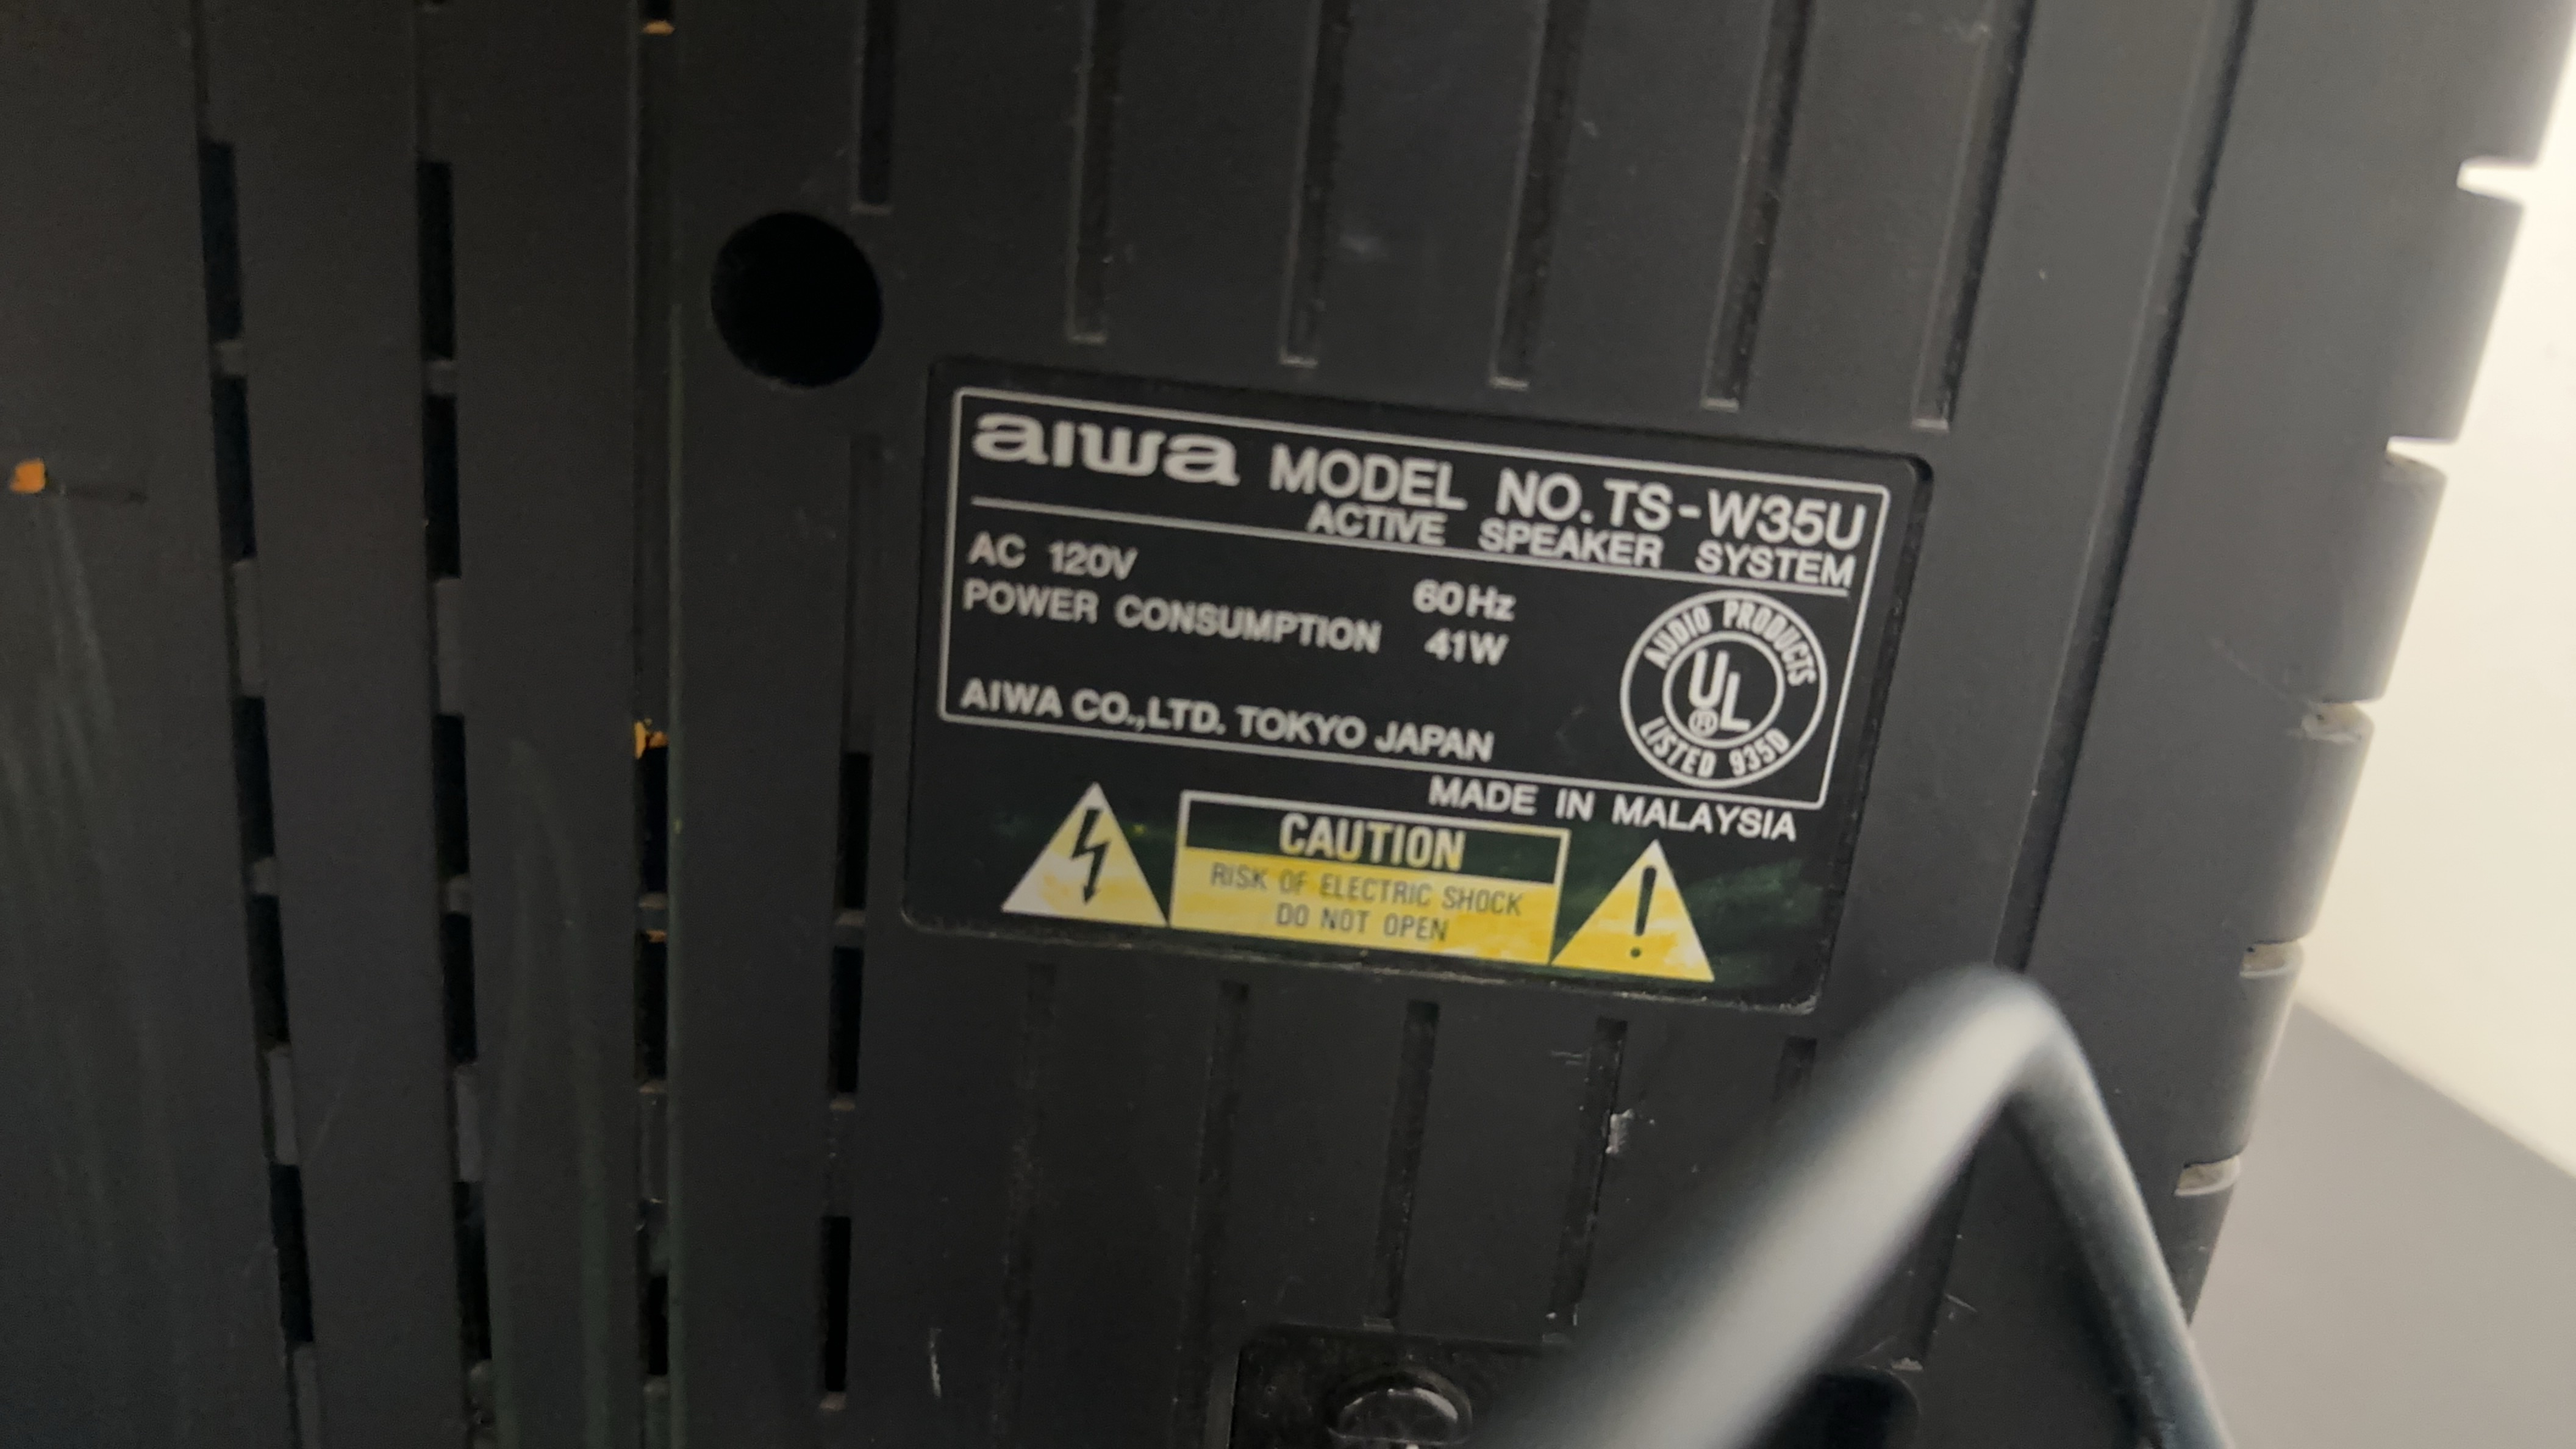 aiwa MODEL NO. TS-W35U
ACTIVE SPEAKER SYSTEM
AC 120V 60Hz
POWER CONSUMPTION 41W
AIWA CO.,LTD. TOKYO JAPAN
AUDIO PRODUCTS
UL
®
LISTED 935D
MADE IN MALAYSIA
CAUTION
RISK OF ELECTRIC SHOCK
DO NOT OPEN
!